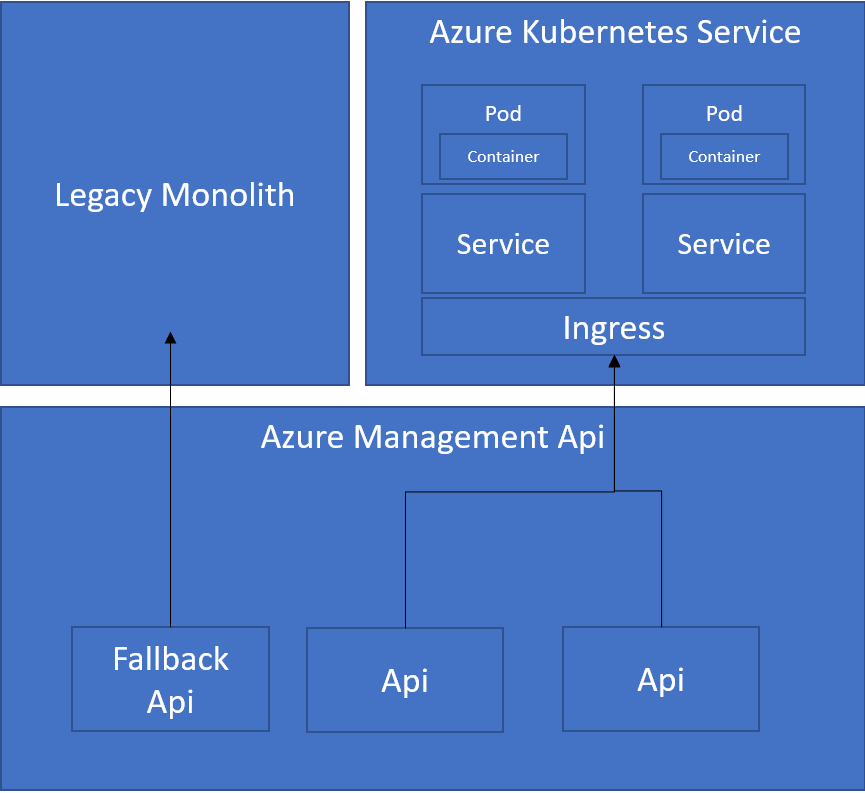 Legacy Monolith
Azure Kubernetes Service
Pod
Container
Service
Pod
Container
Service
Ingress
Azure Management Api
Fallback
Api
Api
Api